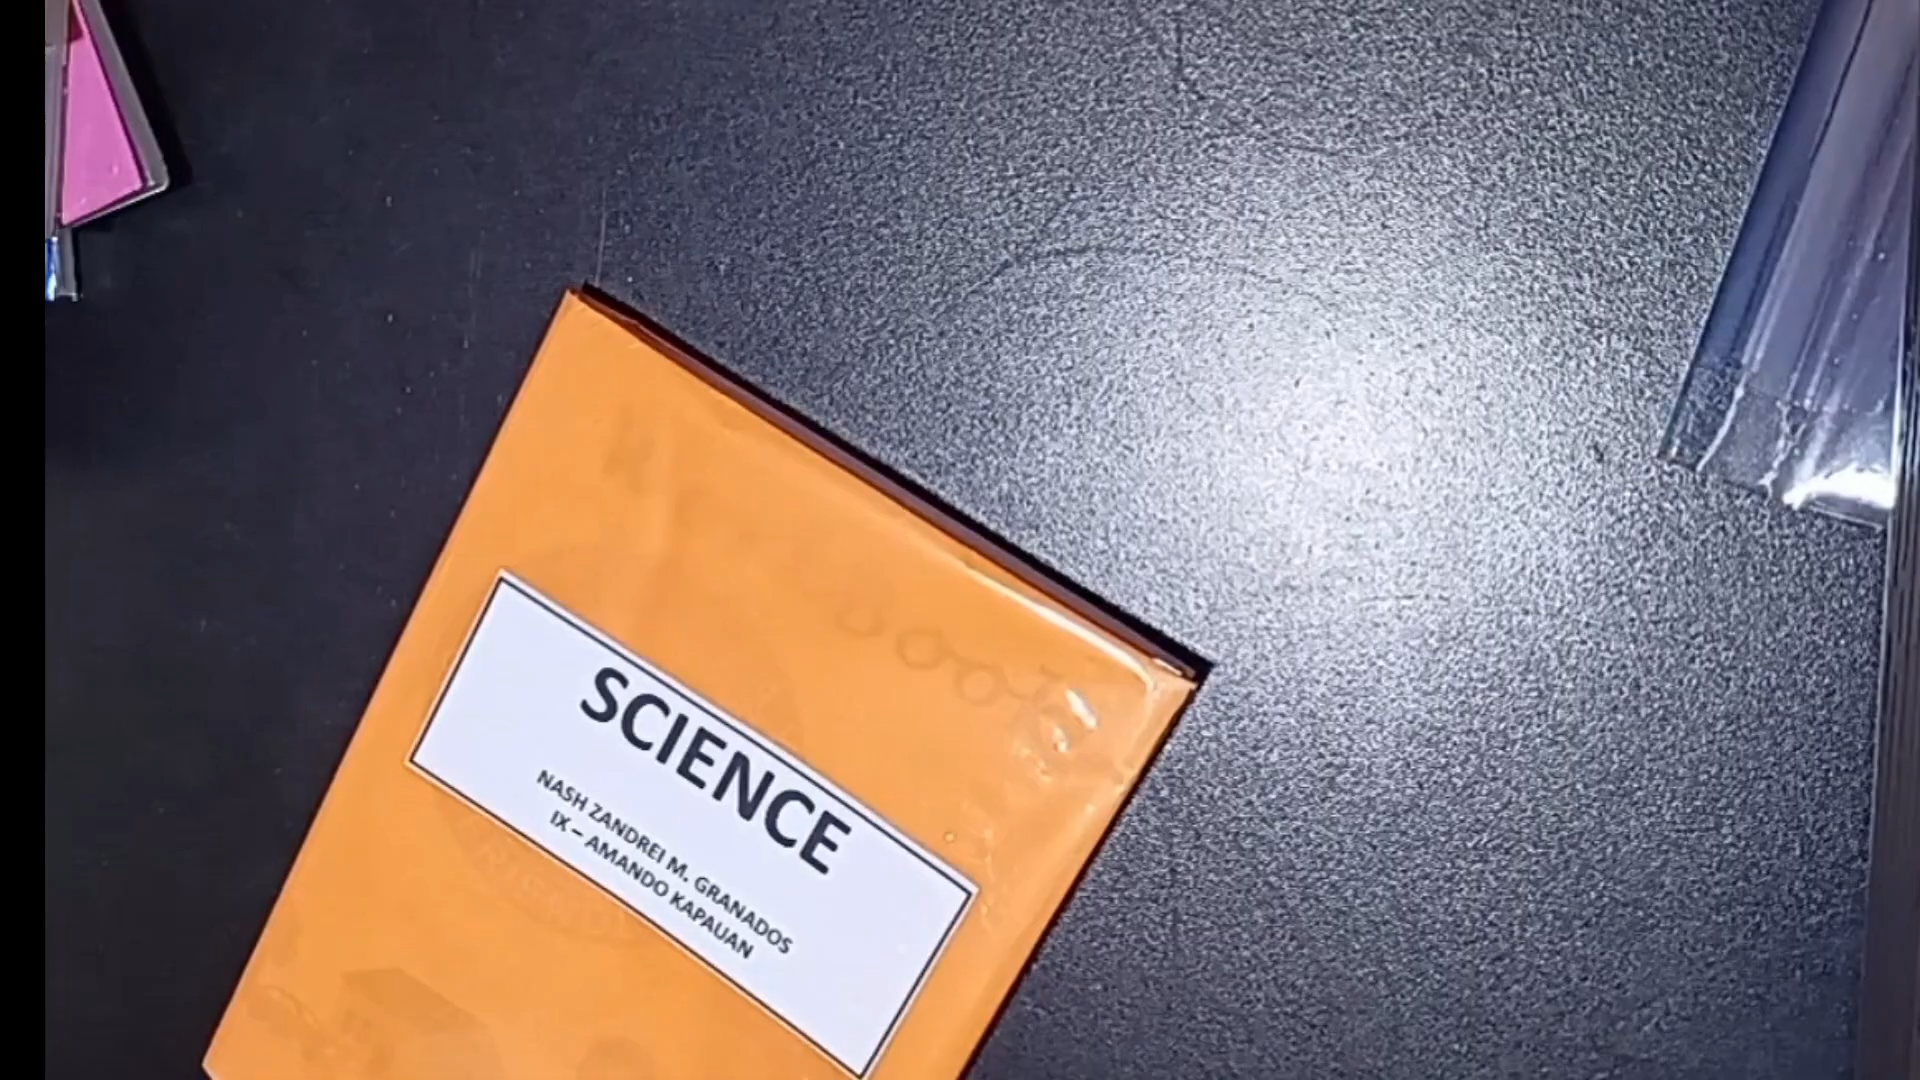 SCIENCE
NASH ZANDREI M. GRANADOS
IX – AMANDO KAPAUAN